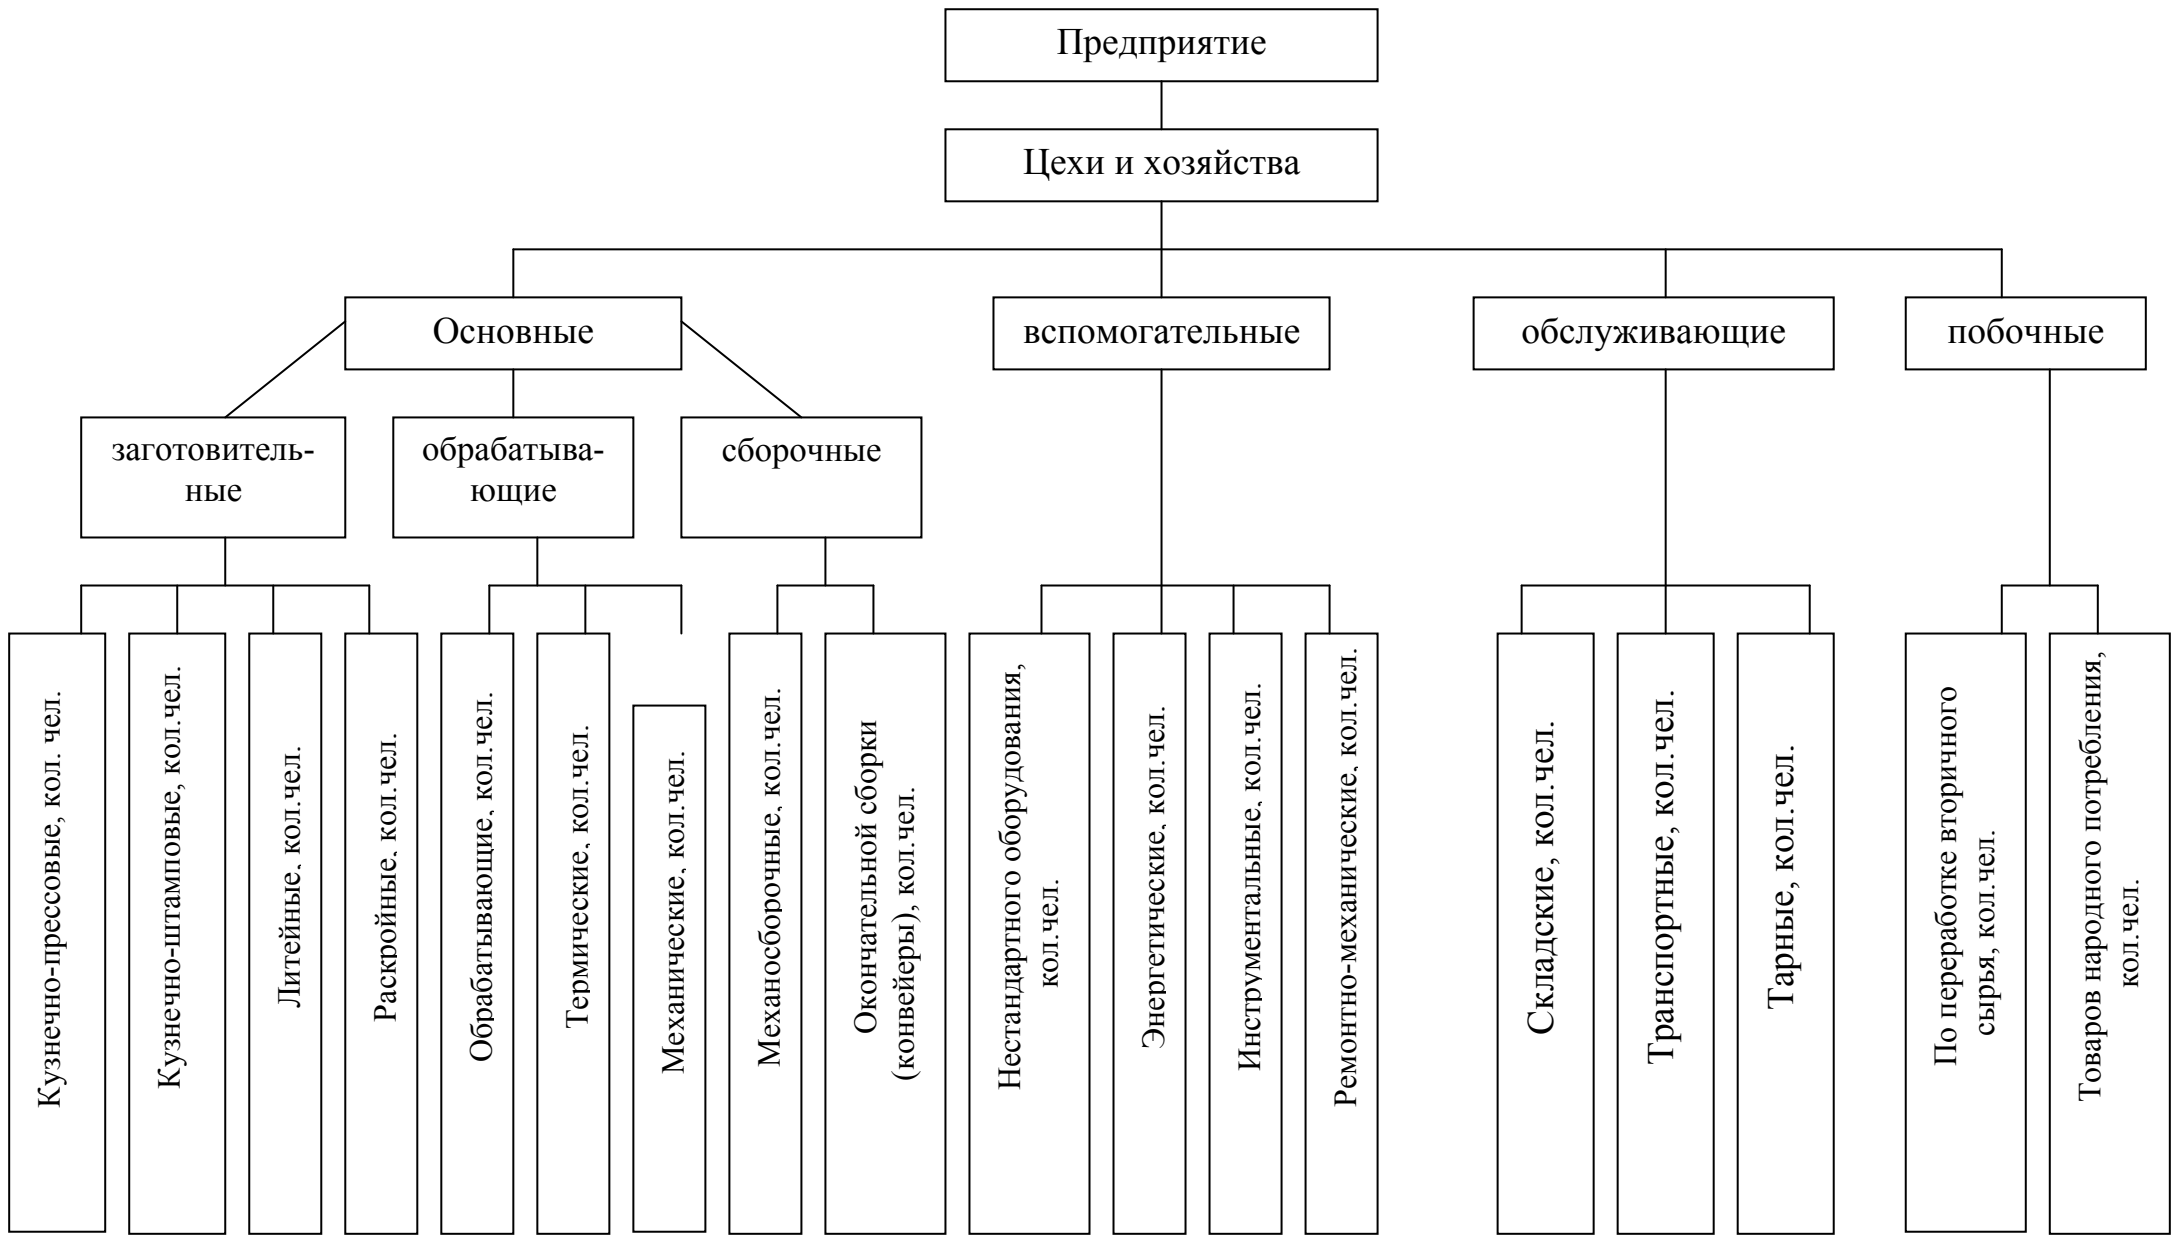 Предприятие
Цехи и хозяйства
Основные
вспомогательные
обслуживающие
побочные
заготовитель-
ные
обрабатыва-
ющие
сборочные
Кузнечно-прессовые, кол. чел.
Кузнечно-штамповые, кол.чел.
Литейные, кол.чел.
Раскройные, кол.чел.
Обрабатывающие, кол.чел.
Термические, кол.чел.
Механические, кол.чел.
Механосборочные, кол.чел.
Окончательной сборки
(конвейеры), кол.чел.
Нестандартного оборудования,
кол.чел.
Энергетические, кол.чел.
Инструментальные, кол.чел.
Ремонтно-механические, кол.чел.
Складские, кол.чел.
Транспортные, кол.чел.
Тарные, кол.чел.
По переработке вторичного
сырья, кол.чел.
Товаров народного потребления,
кол.чел.